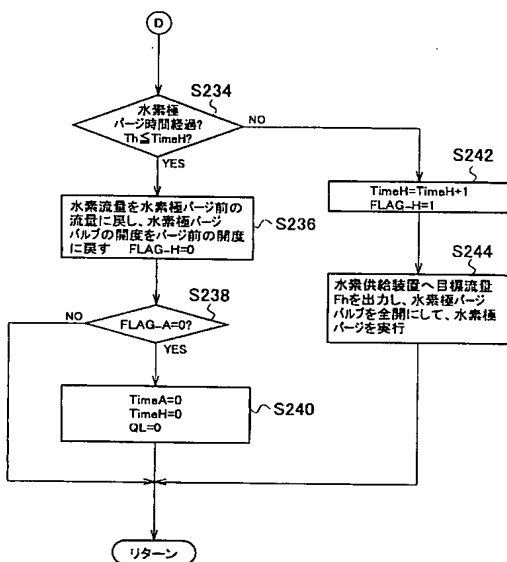 D
S234
水素極
パージ時間経過?
Th≦TimeH?
NO
YES
S242
TimeH=TimeH+1
FLAG-H=1
水素流量を水素極パージ前の
流量に戻し、水素極パージ
バルブの開度をパージ前の開度
に戻す FLAG-H=0
S236
S244
水素供給装置へ目標流量
Fhを出力し、水素極パージ
バルブを全開にして、水素極
パージを実行
S238
NO
FLAG-A=0?
YES
TimeA=0
TimeH=0
QL=0
S240
リターン